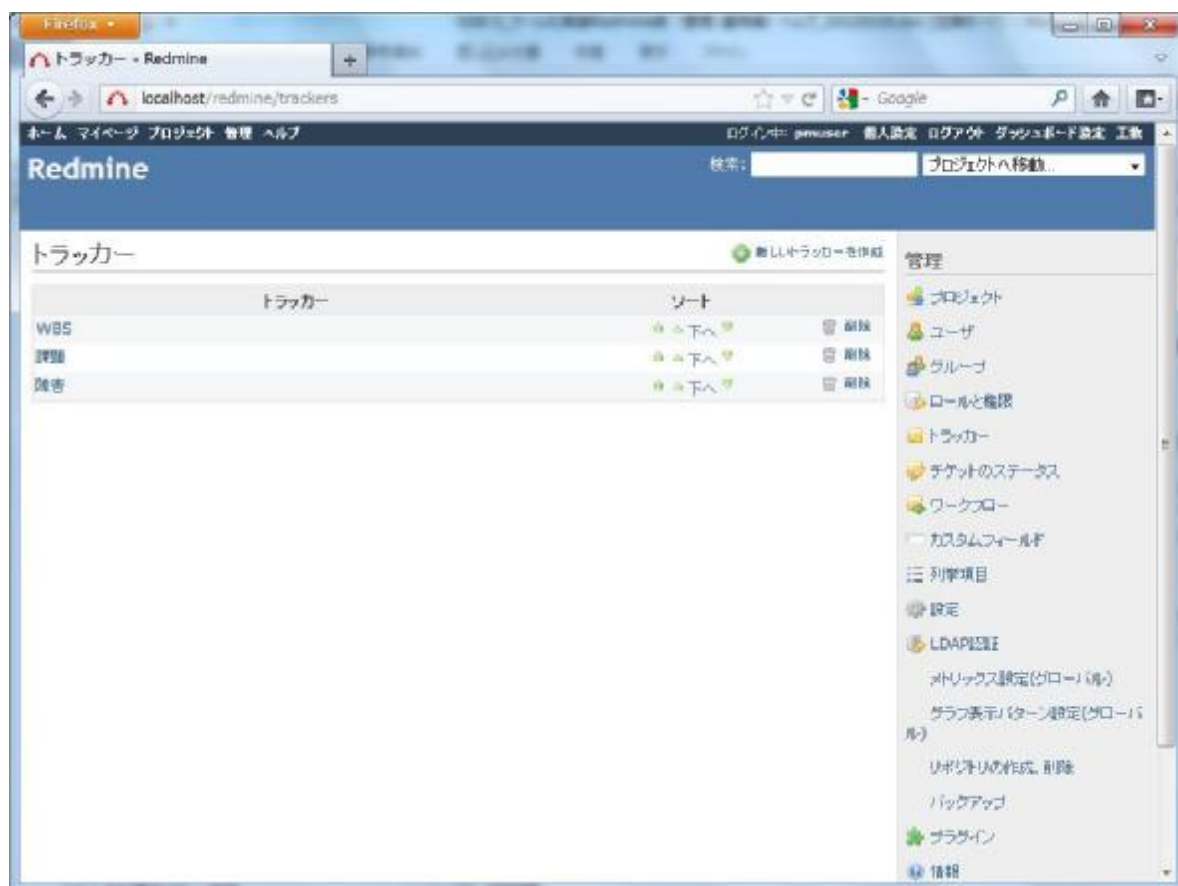 Firefox
トラッカー - Redmine
localhost/redmine/trackers
Google
ホーム マイページ プロジェクト 管理 ヘルプ
ログイン中: pmuser 個人設定 ログアウト ダッシュボード設定 工数
Redmine
検索:
プロジェクトへ移動...
トラッカー
新しいトラッカーを作成
トラッカー ソート
WBS 下へ 削除
課題 下へ 削除
障害 下へ 削除
管理
プロジェクト
ユーザ
グループ
ロールと権限
トラッカー
チケットのステータス
ワークフロー
カスタムフィールド
列挙項目
設定
LDAP認証
メトリックス設定(グローバル)
グラフ表示パターン設定(グローバ
ル)
リポジトリの作成、削除
バックアップ
プラグイン
情報